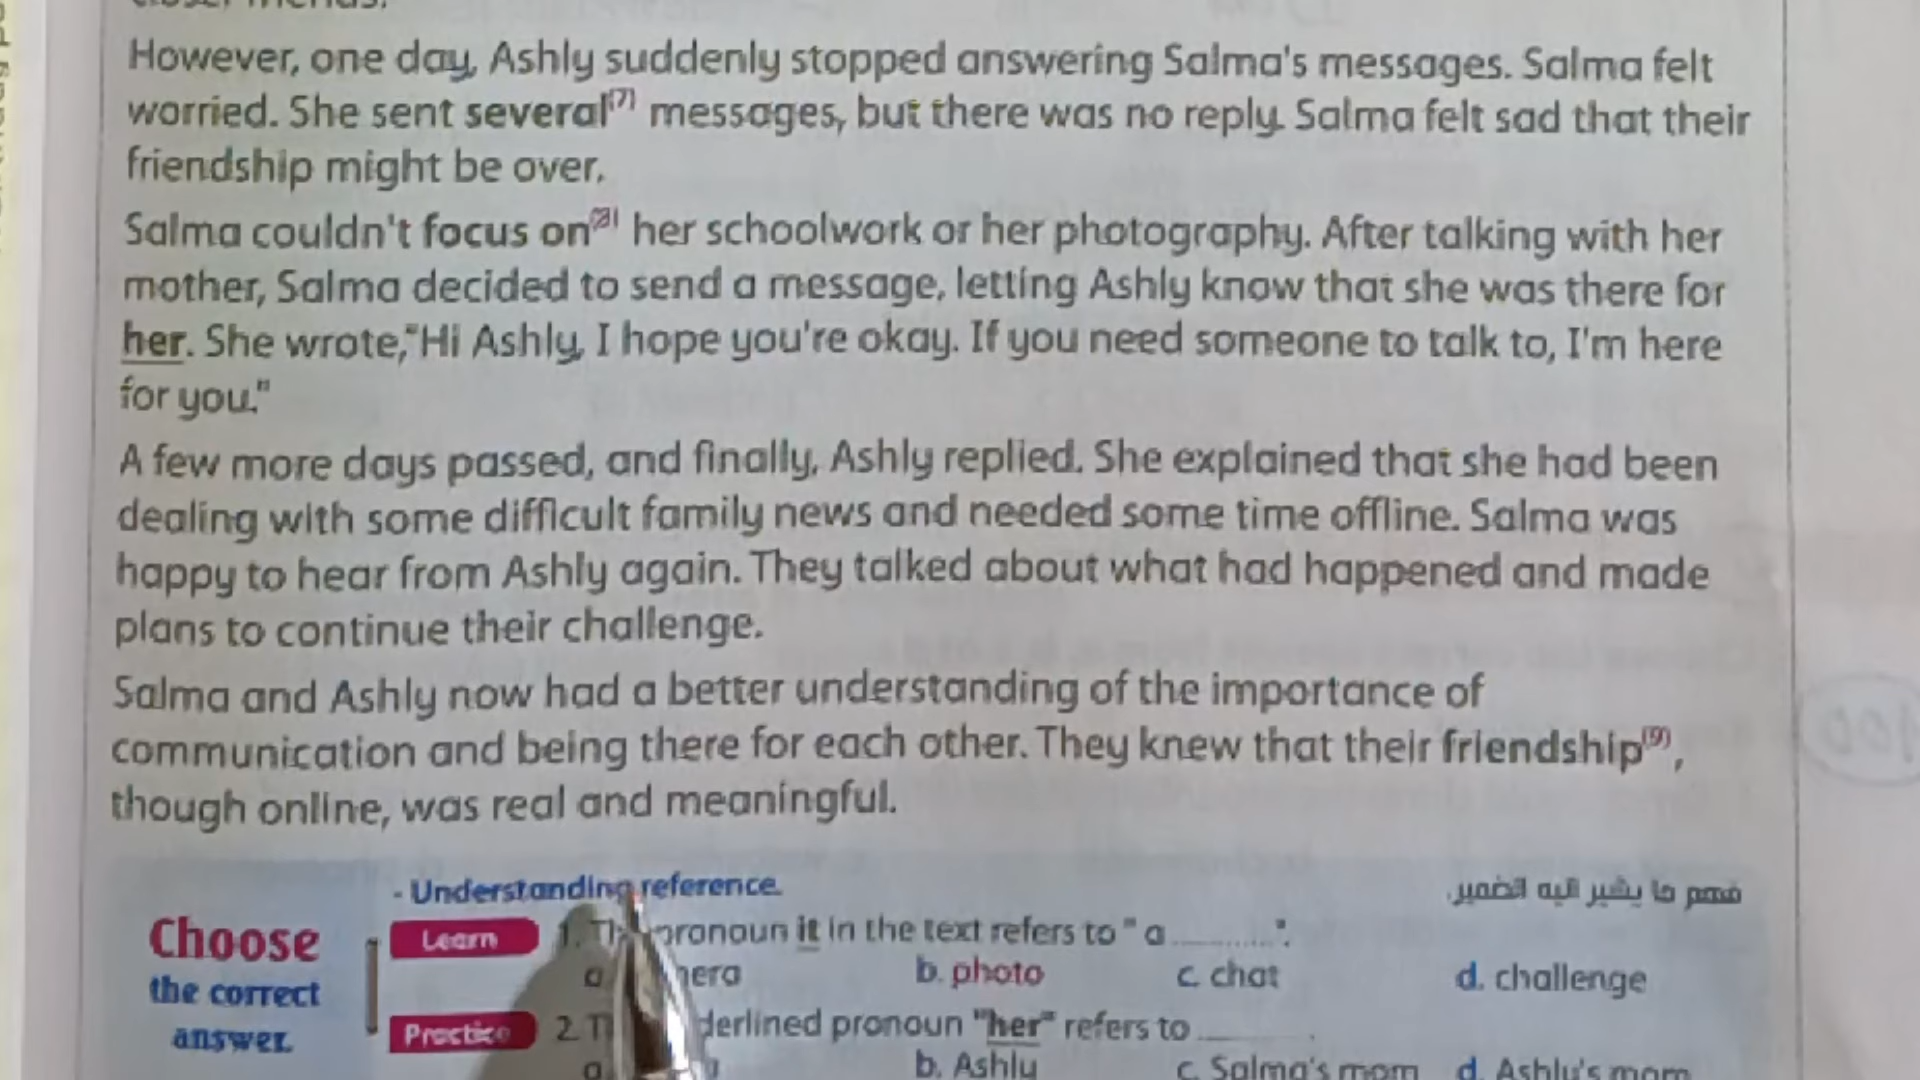 However, one day, Ashly suddenly stopped answering Salma's messages. Salma felt
worried. She sent several(7) messages, but there was no reply. Salma felt sad that their
friendship might be over.
Salma couldn't focus on(8) her schoolwork or her photography. After talking with her
mother, Salma decided to send a message, letting Ashly know that she was there for
her. She wrote,"Hi Ashly, I hope you're okay. If you need someone to talk to, I'm here
for you."
A few more days passed, and finally, Ashly replied. She explained that she had been
dealing with some difficult family news and needed some time offline. Salma was
happy to hear from Ashly again. They talked about what had happened and made
plans to continue their challenge.
Salma and Ashly now had a better understanding of the importance of
communication and being there for each other. They knew that their friendship(9),
though online, was real and meaningful.
- Understanding reference.
فهم ما يشير اليه الضمير.
Choose
the correct
answer.
Learn 1. pronoun it in the text refers to " a ..........".
b. photo c. chat d. challenge
Practice 2. pronoun "her" refers to ..........
b. Ashly c. Salma's mom d. Ashly's mom
100